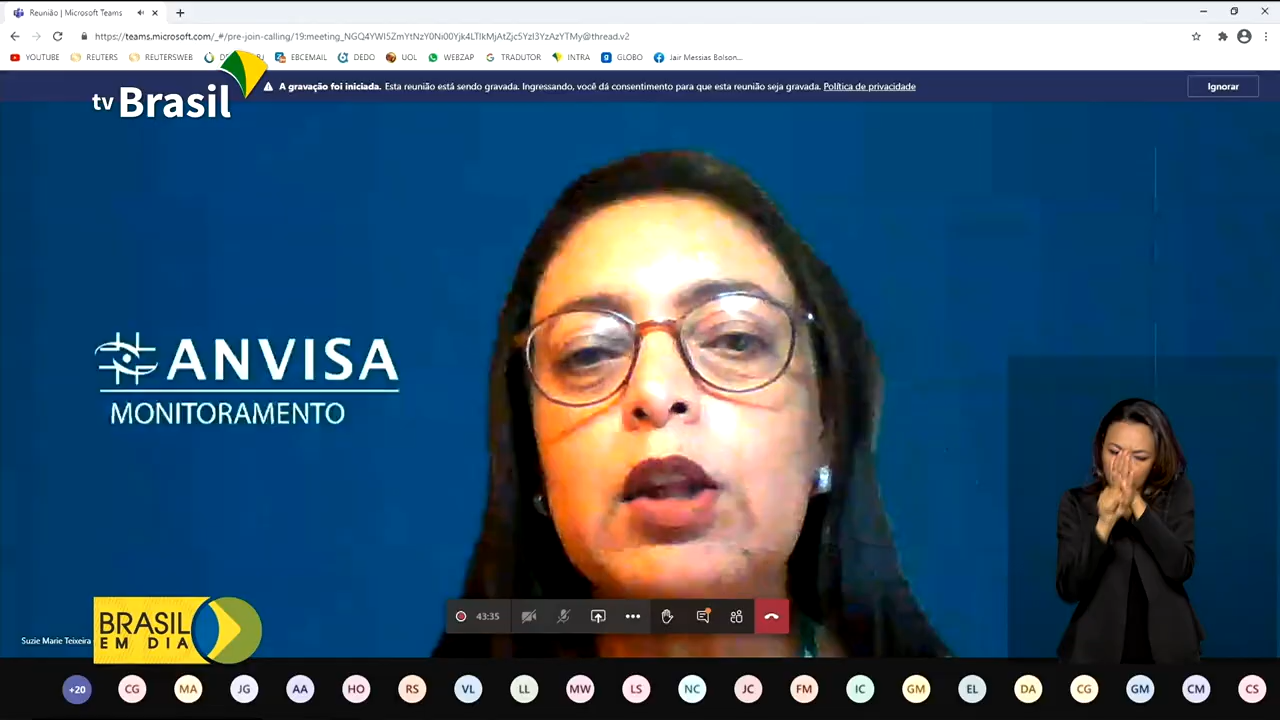 Reunião | Microsoft Teams
https://teams.microsoft.com/_#/pre-join-calling/19:meeting_NGQ4YWI5ZmYtNzY0Ni00Yjk4LTlkMjAtZjc5YzI3YzAzYTMy@thread.v2
YOUTUBE REUTERS REUTERSWEB EBCEMAIL DEDO UOL WEBZAP TRADUTOR INTRA GLOBO Jair Messias Bolson...
A gravação foi iniciada. Esta reunião está sendo gravada. Ingressando, você dá consentimento para que esta reunião seja gravada. Política de privacidade Ignorar
tv Brasil
ANVISA
MONITORAMENTO
43:35
BRASIL
EM DIA
Suzie Marie Teixeira
+20 CG MA JG AA HO RS VL LL MW LS NC JC FM IC GM EL DA CG GM CM CS